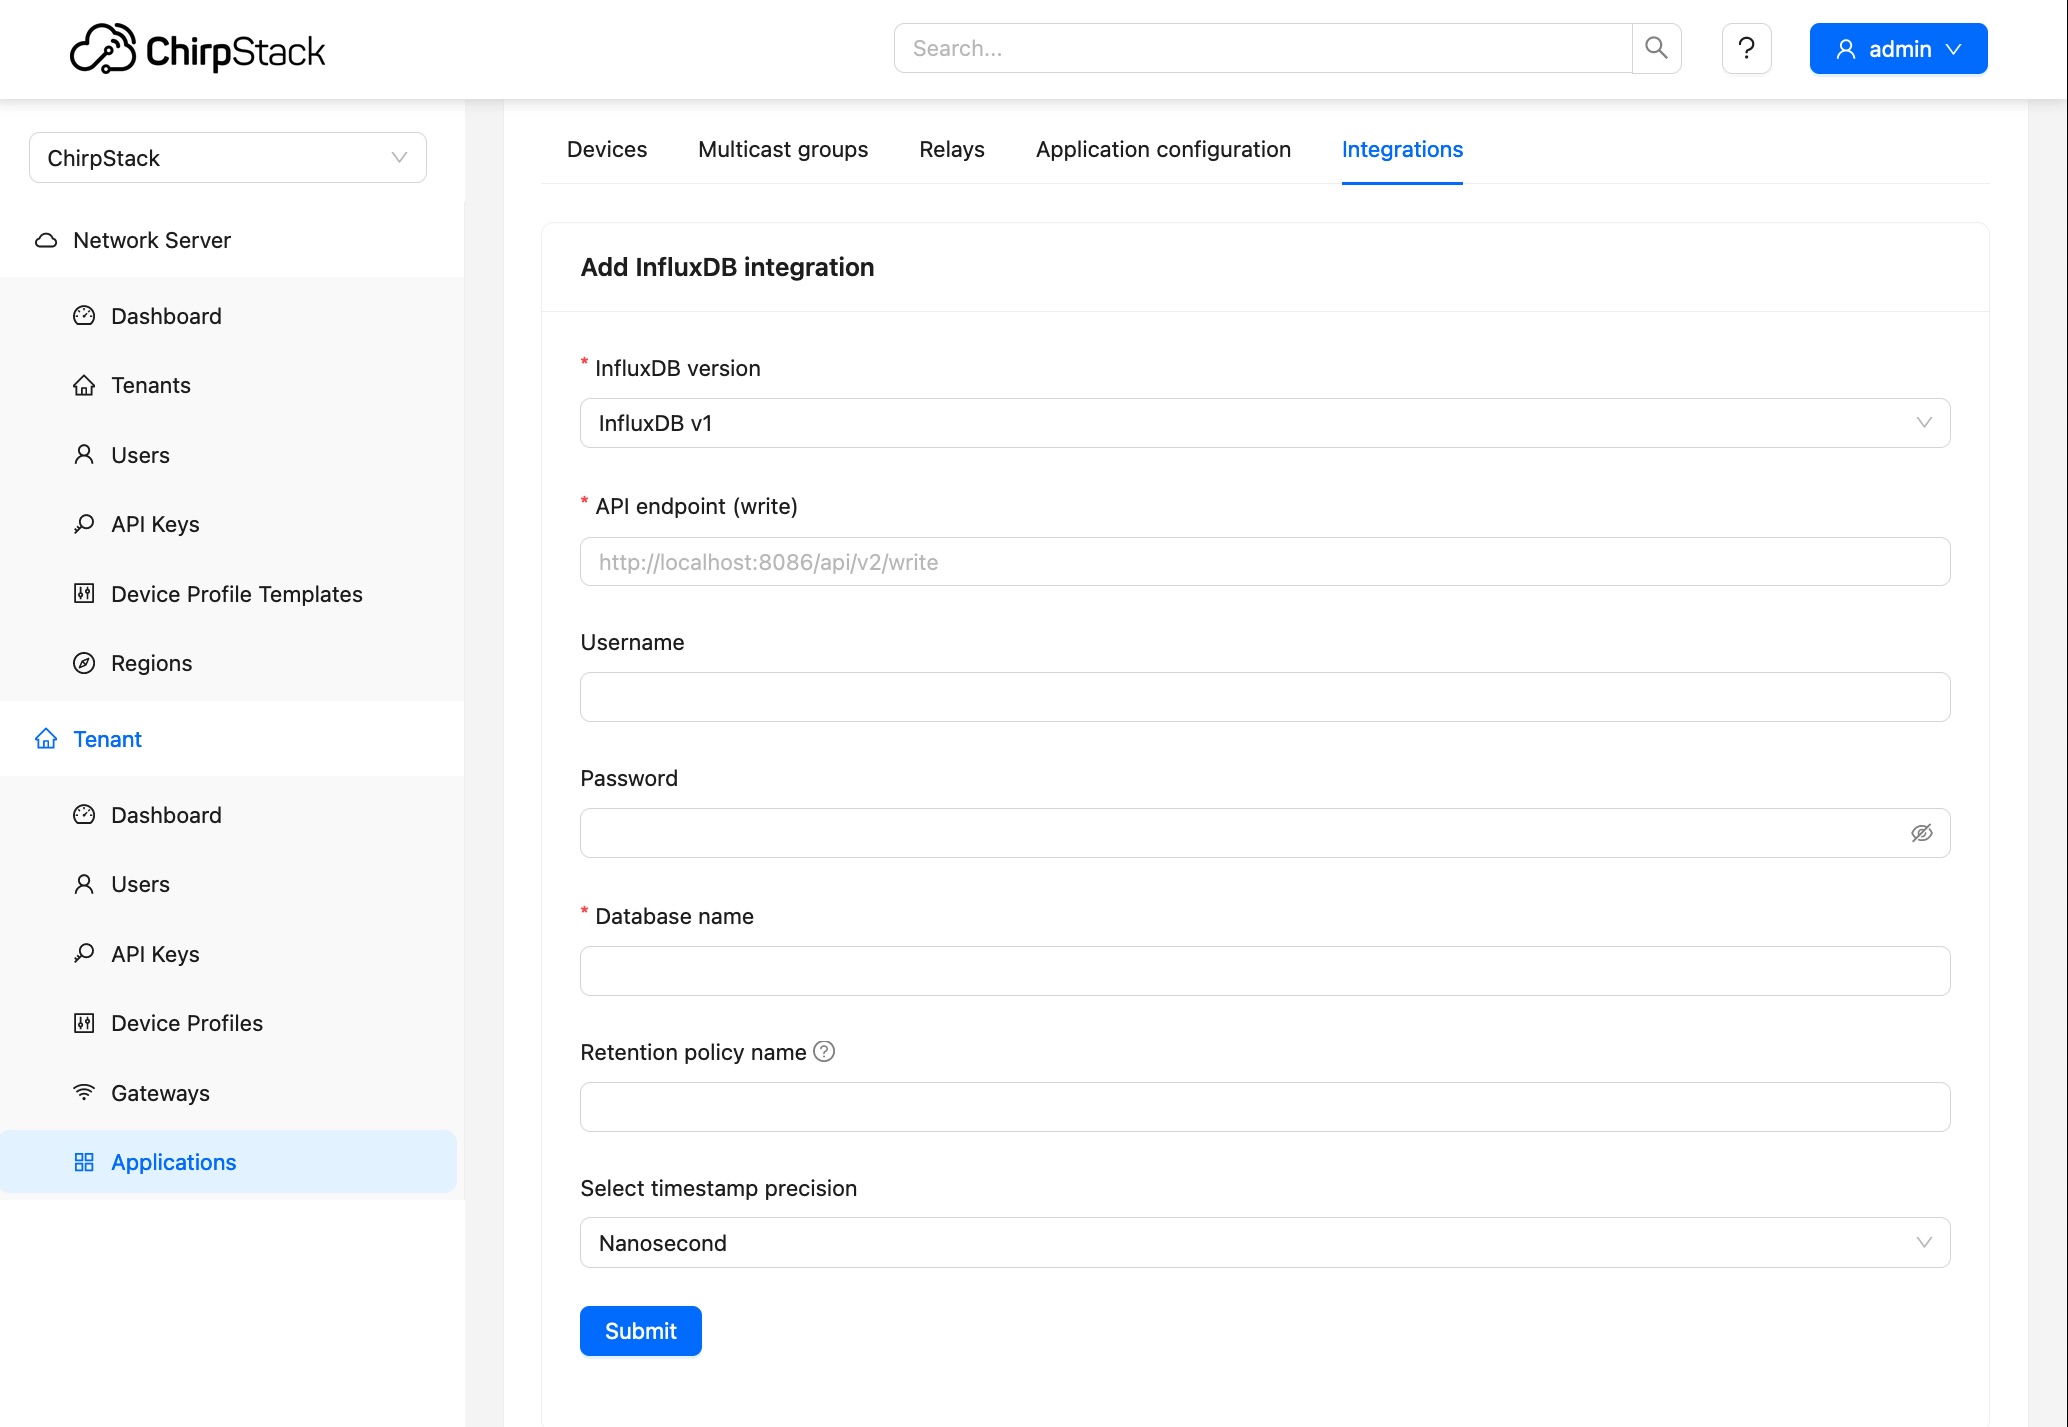 ChirpStack
Search...
?
admin
ChirpStack
Network Server
Dashboard
Tenants
Users
API Keys
Device Profile Templates
Regions
Tenant
Dashboard
Users
API Keys
Device Profiles
Gateways
Applications
Devices Multicast groups Relays Application configuration Integrations
Add InfluxDB integration
* InfluxDB version
InfluxDB v1
* API endpoint (write)
http://localhost:8086/api/v2/write
Username
Password
* Database name
Retention policy name ?
Select timestamp precision
Nanosecond
Submit